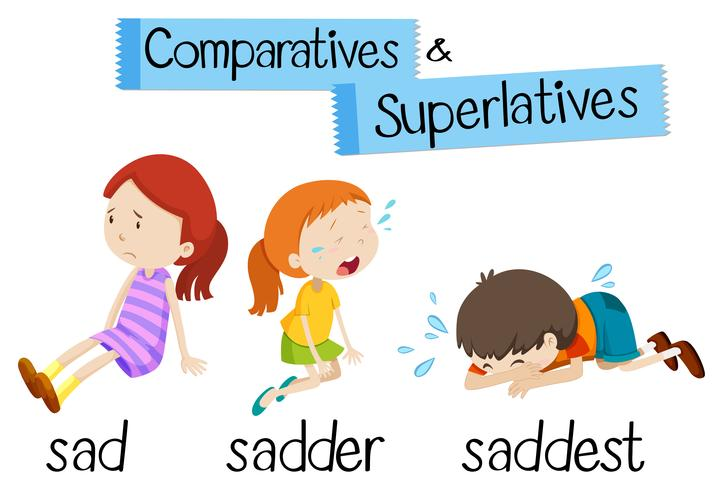 Comparatives &
Superlatives
sad sadder saddest